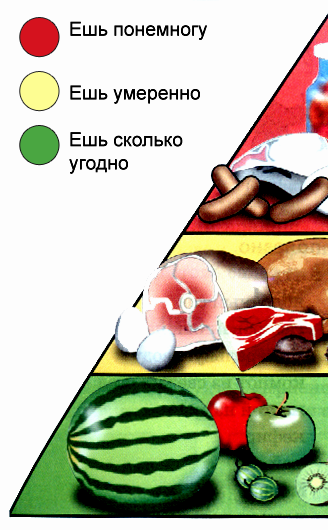 Ешь понемногу
Ешь умеренно
Ешь сколько
угодно